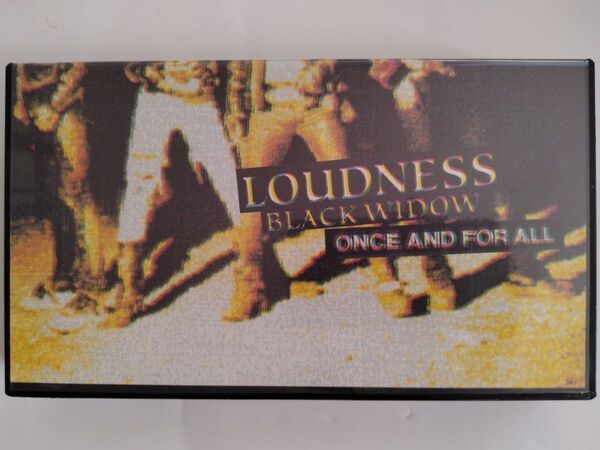 LOUDNESS
BLACK WIDOW
ONCE AND FOR ALL